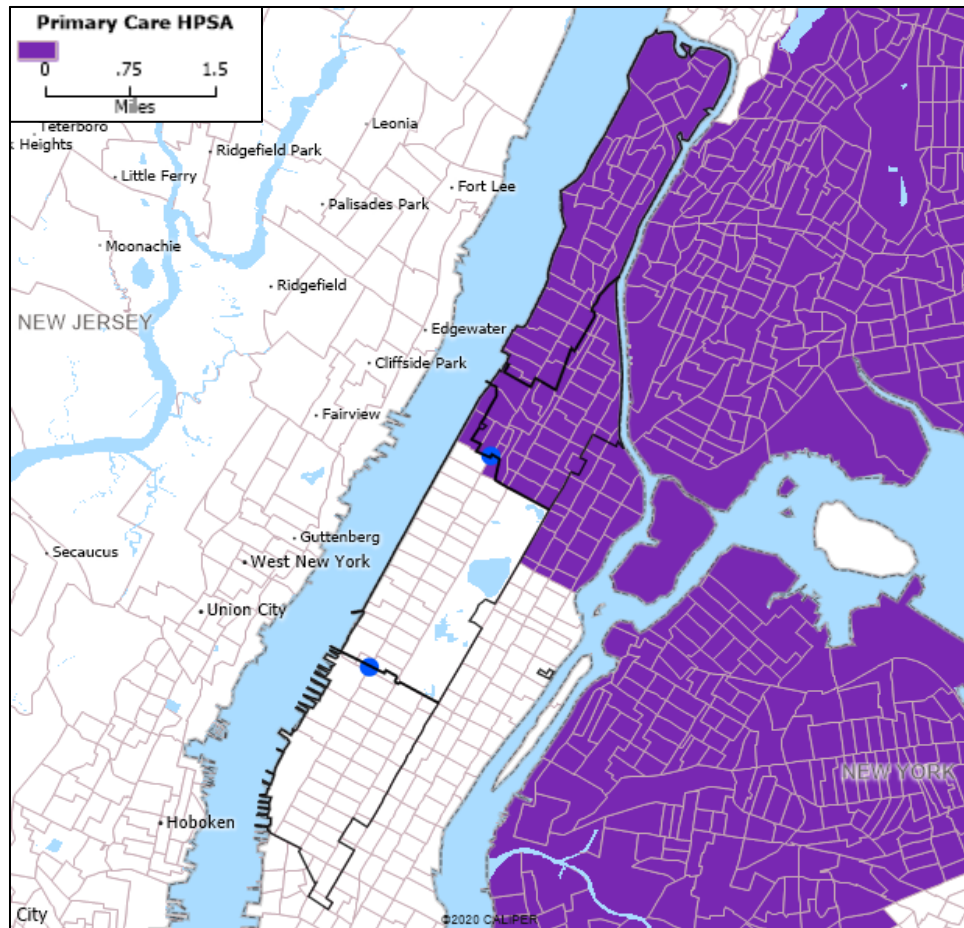 Primary Care HPSA
0 .75 1.5
Miles
Teterboro
k Heights
Leonia
Ridgefield Park
Little Ferry
Fort Lee
Palisades Park
Moonachie
Ridgefield
NEW JERSEY
Edgewater
Cliffside Park
Fairview
Guttenberg
Secaucus
West New York
Union City
NEW YORK
Hoboken
City
©2020 CALIPER